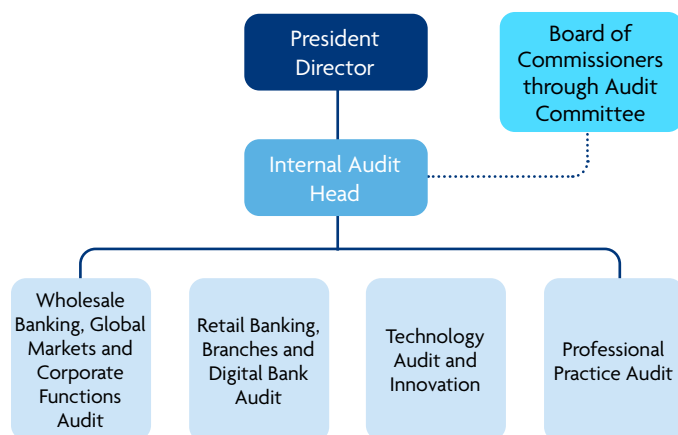 President
Director
Board of
Commissioners
through Audit
Committee
Internal Audit
Head
Wholesale
Banking, Global
Markets and
Corporate
Functions
Audit
Retail Banking,
Branches and
Digital Bank
Audit
Technology
Audit and
Innovation
Professional
Practice Audit